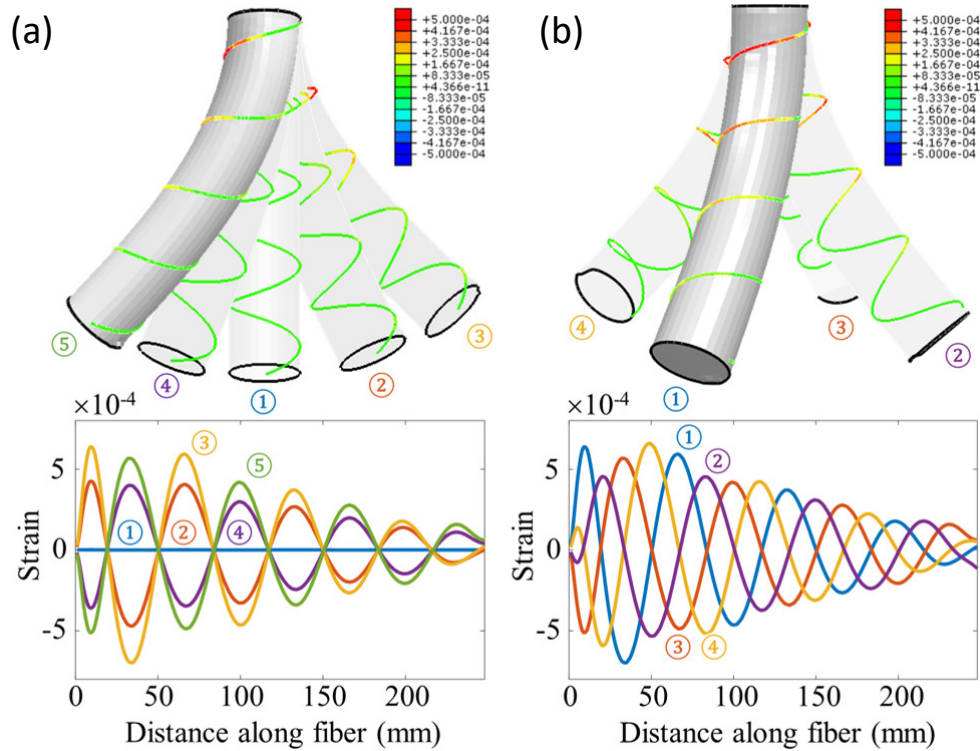 (a)
+5.000e-04
+4.167e-04
+3.333e-04
+2.500e-04
+1.667e-04
+8.333e-05
+4.366e-11
-8.333e-05
-1.667e-04
-2.500e-04
-3.333e-04
-4.167e-04
-5.000e-04
⑤
④
①
②
③
(b)
+5.000e-04
+4.167e-04
+3.333e-04
+2.500e-04
+1.667e-04
+8.333e-05
+4.366e-11
-8.333e-05
-1.667e-04
-2.500e-04
-3.333e-04
-4.167e-04
-5.000e-04
④
③
②
①
×10⁻⁴
Strain
5
0
-5
③
⑤
①
②
④
0
50
100
150
200
Distance along fiber (mm)
×10⁻⁴
Strain
5
0
-5
①
②
③
④
0
50
100
150
200
Distance along fiber (mm)